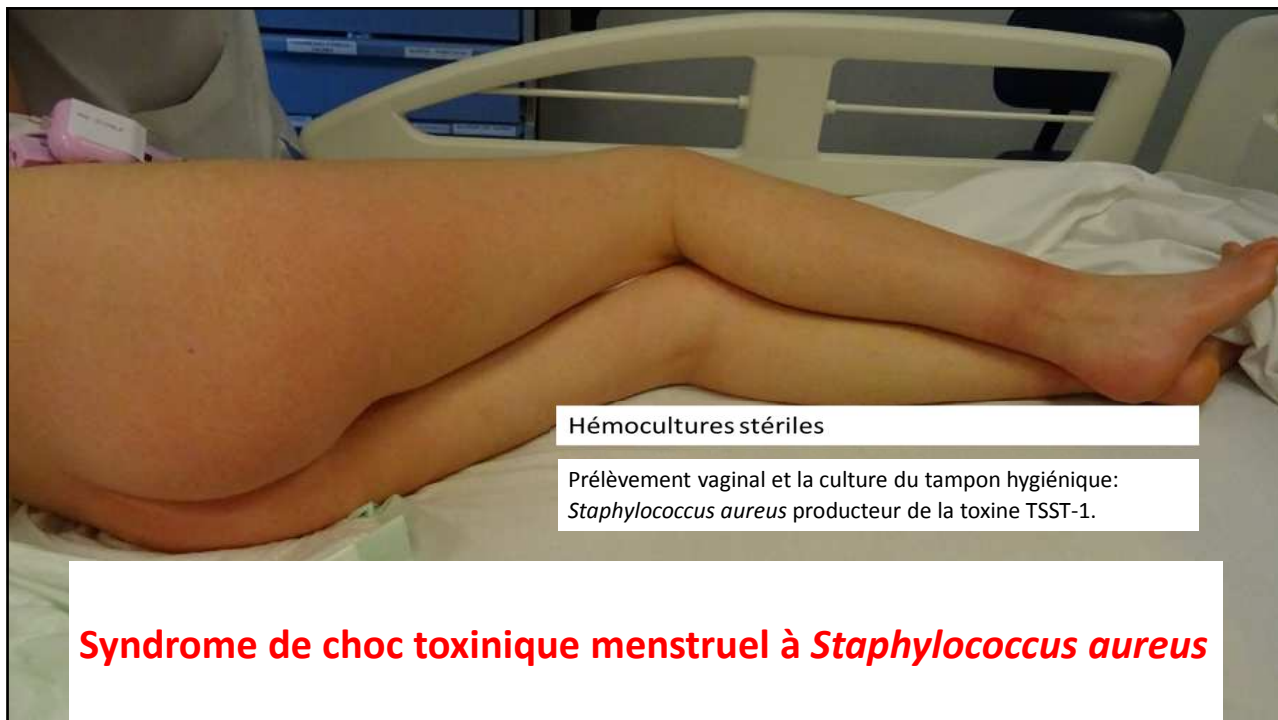 Hémocultures stériles
Prélèvement vaginal et la culture du tampon hygiénique:
Staphylococcus aureus producteur de la toxine TSST-1.
Syndrome de choc toxinique menstruel à Staphylococcus aureus